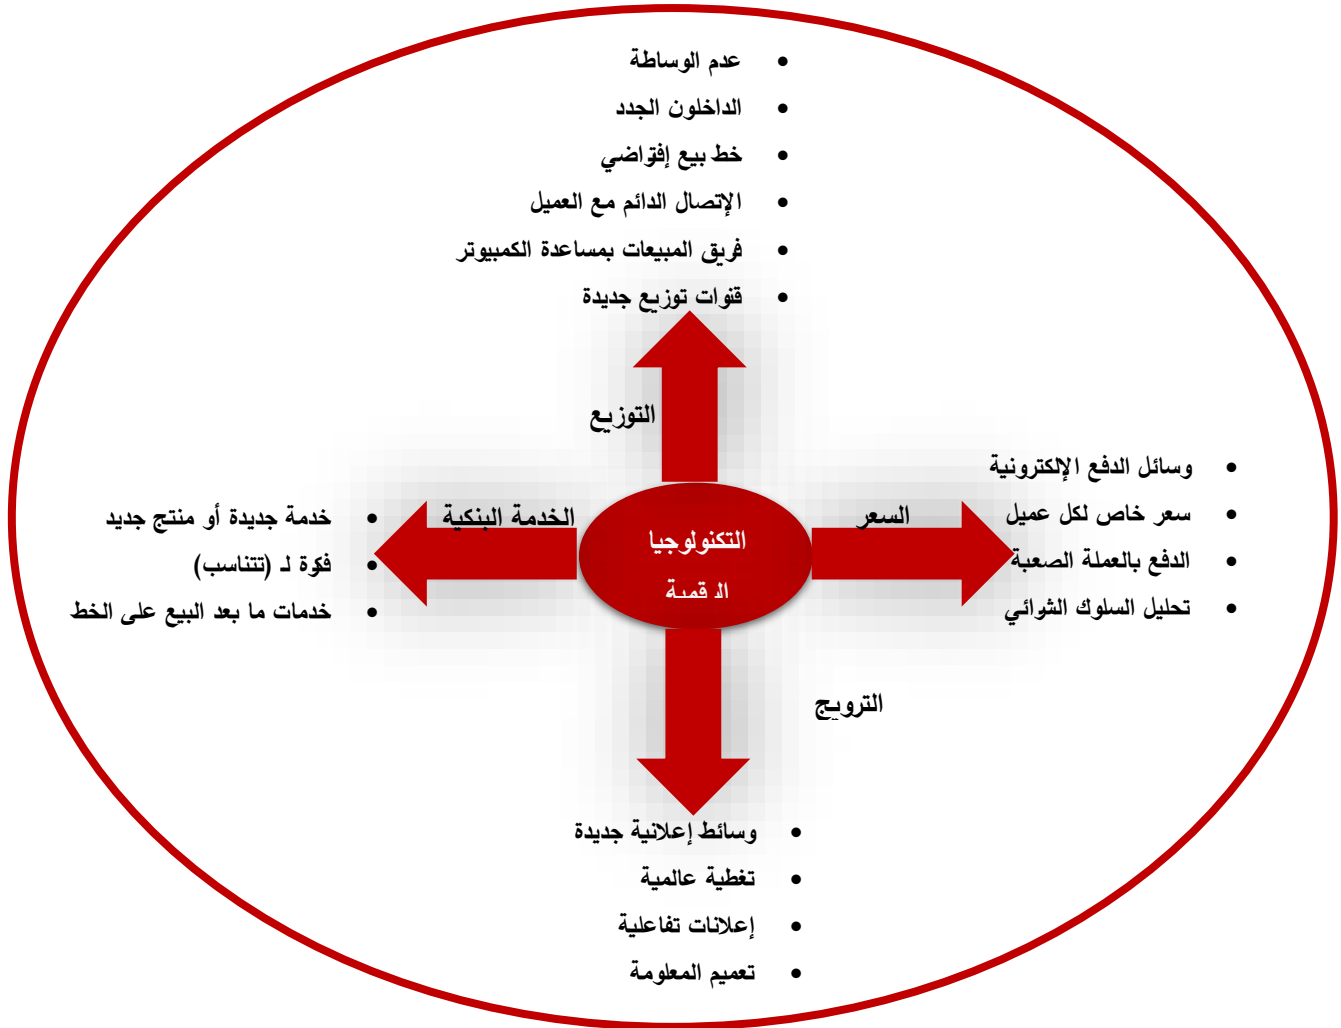 • عدم الوساطة
• الداخلون الجدد
• خط بيع إفتراضي
• الإتصال الدائم مع العميل
• فريق المبيعات بمساعدة الكمبيوتر
• قنوات توزيع جديدة
التوزيع
• وسائل الدفع الإلكترونية
• سعر خاص لكل عميل
• الدفع بالعملة الصعبة
• تحليل السلوك الشرائي
السعر
التكنولوجيا
الرقمية
الخدمة البنكية
• خدمة جديدة أو منتج جديد
• فكرة لـ (تتناسب)
• خدمات ما بعد البيع على الخط
الترويج
• وسائط إعلانية جديدة
• تغطية عالمية
• إعلانات تفاعلية
• تعميم المعلومة